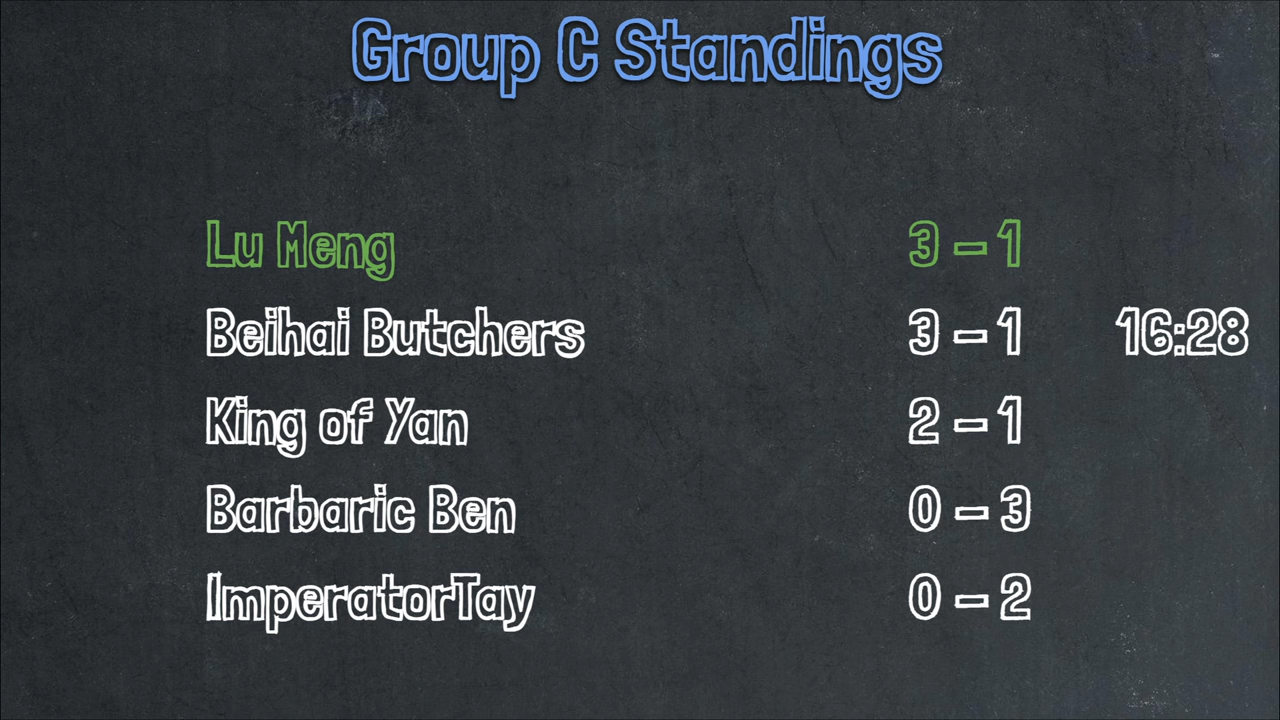 Group C Standings
Lu Meng 3 – 1
Beihai Butchers 3 – 1 16:28
King of Yan 2 – 1
Barbaric Ben 0 – 3
ImperatorTay 0 – 2